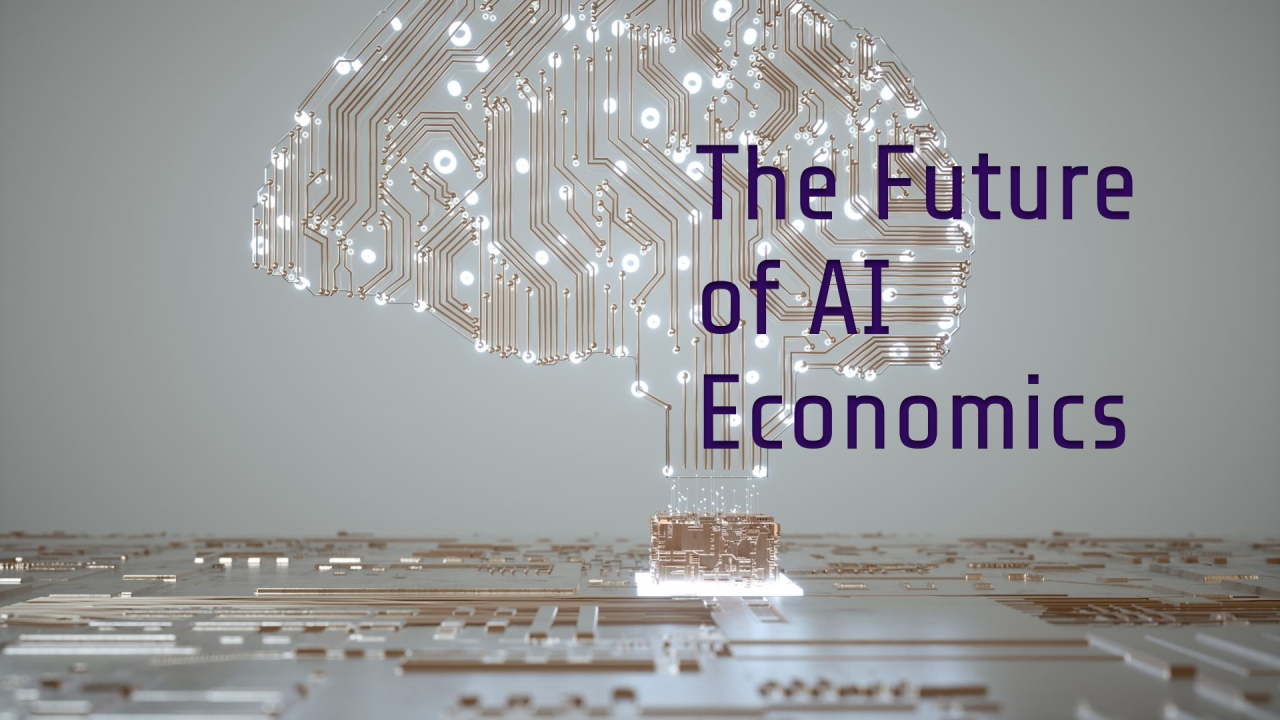 The Future
of AI
Economics